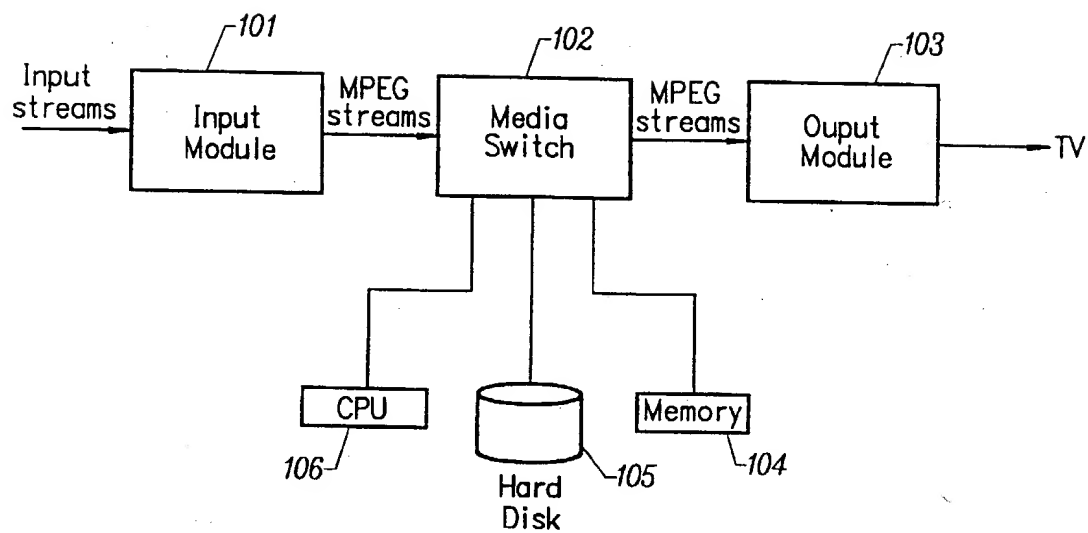 101
102
103
Input
streams
Input
Module
MPEG
streams
Media
Switch
MPEG
streams
Ouput
Module
TV
CPU
106
Hard
Disk
105
Memory
104